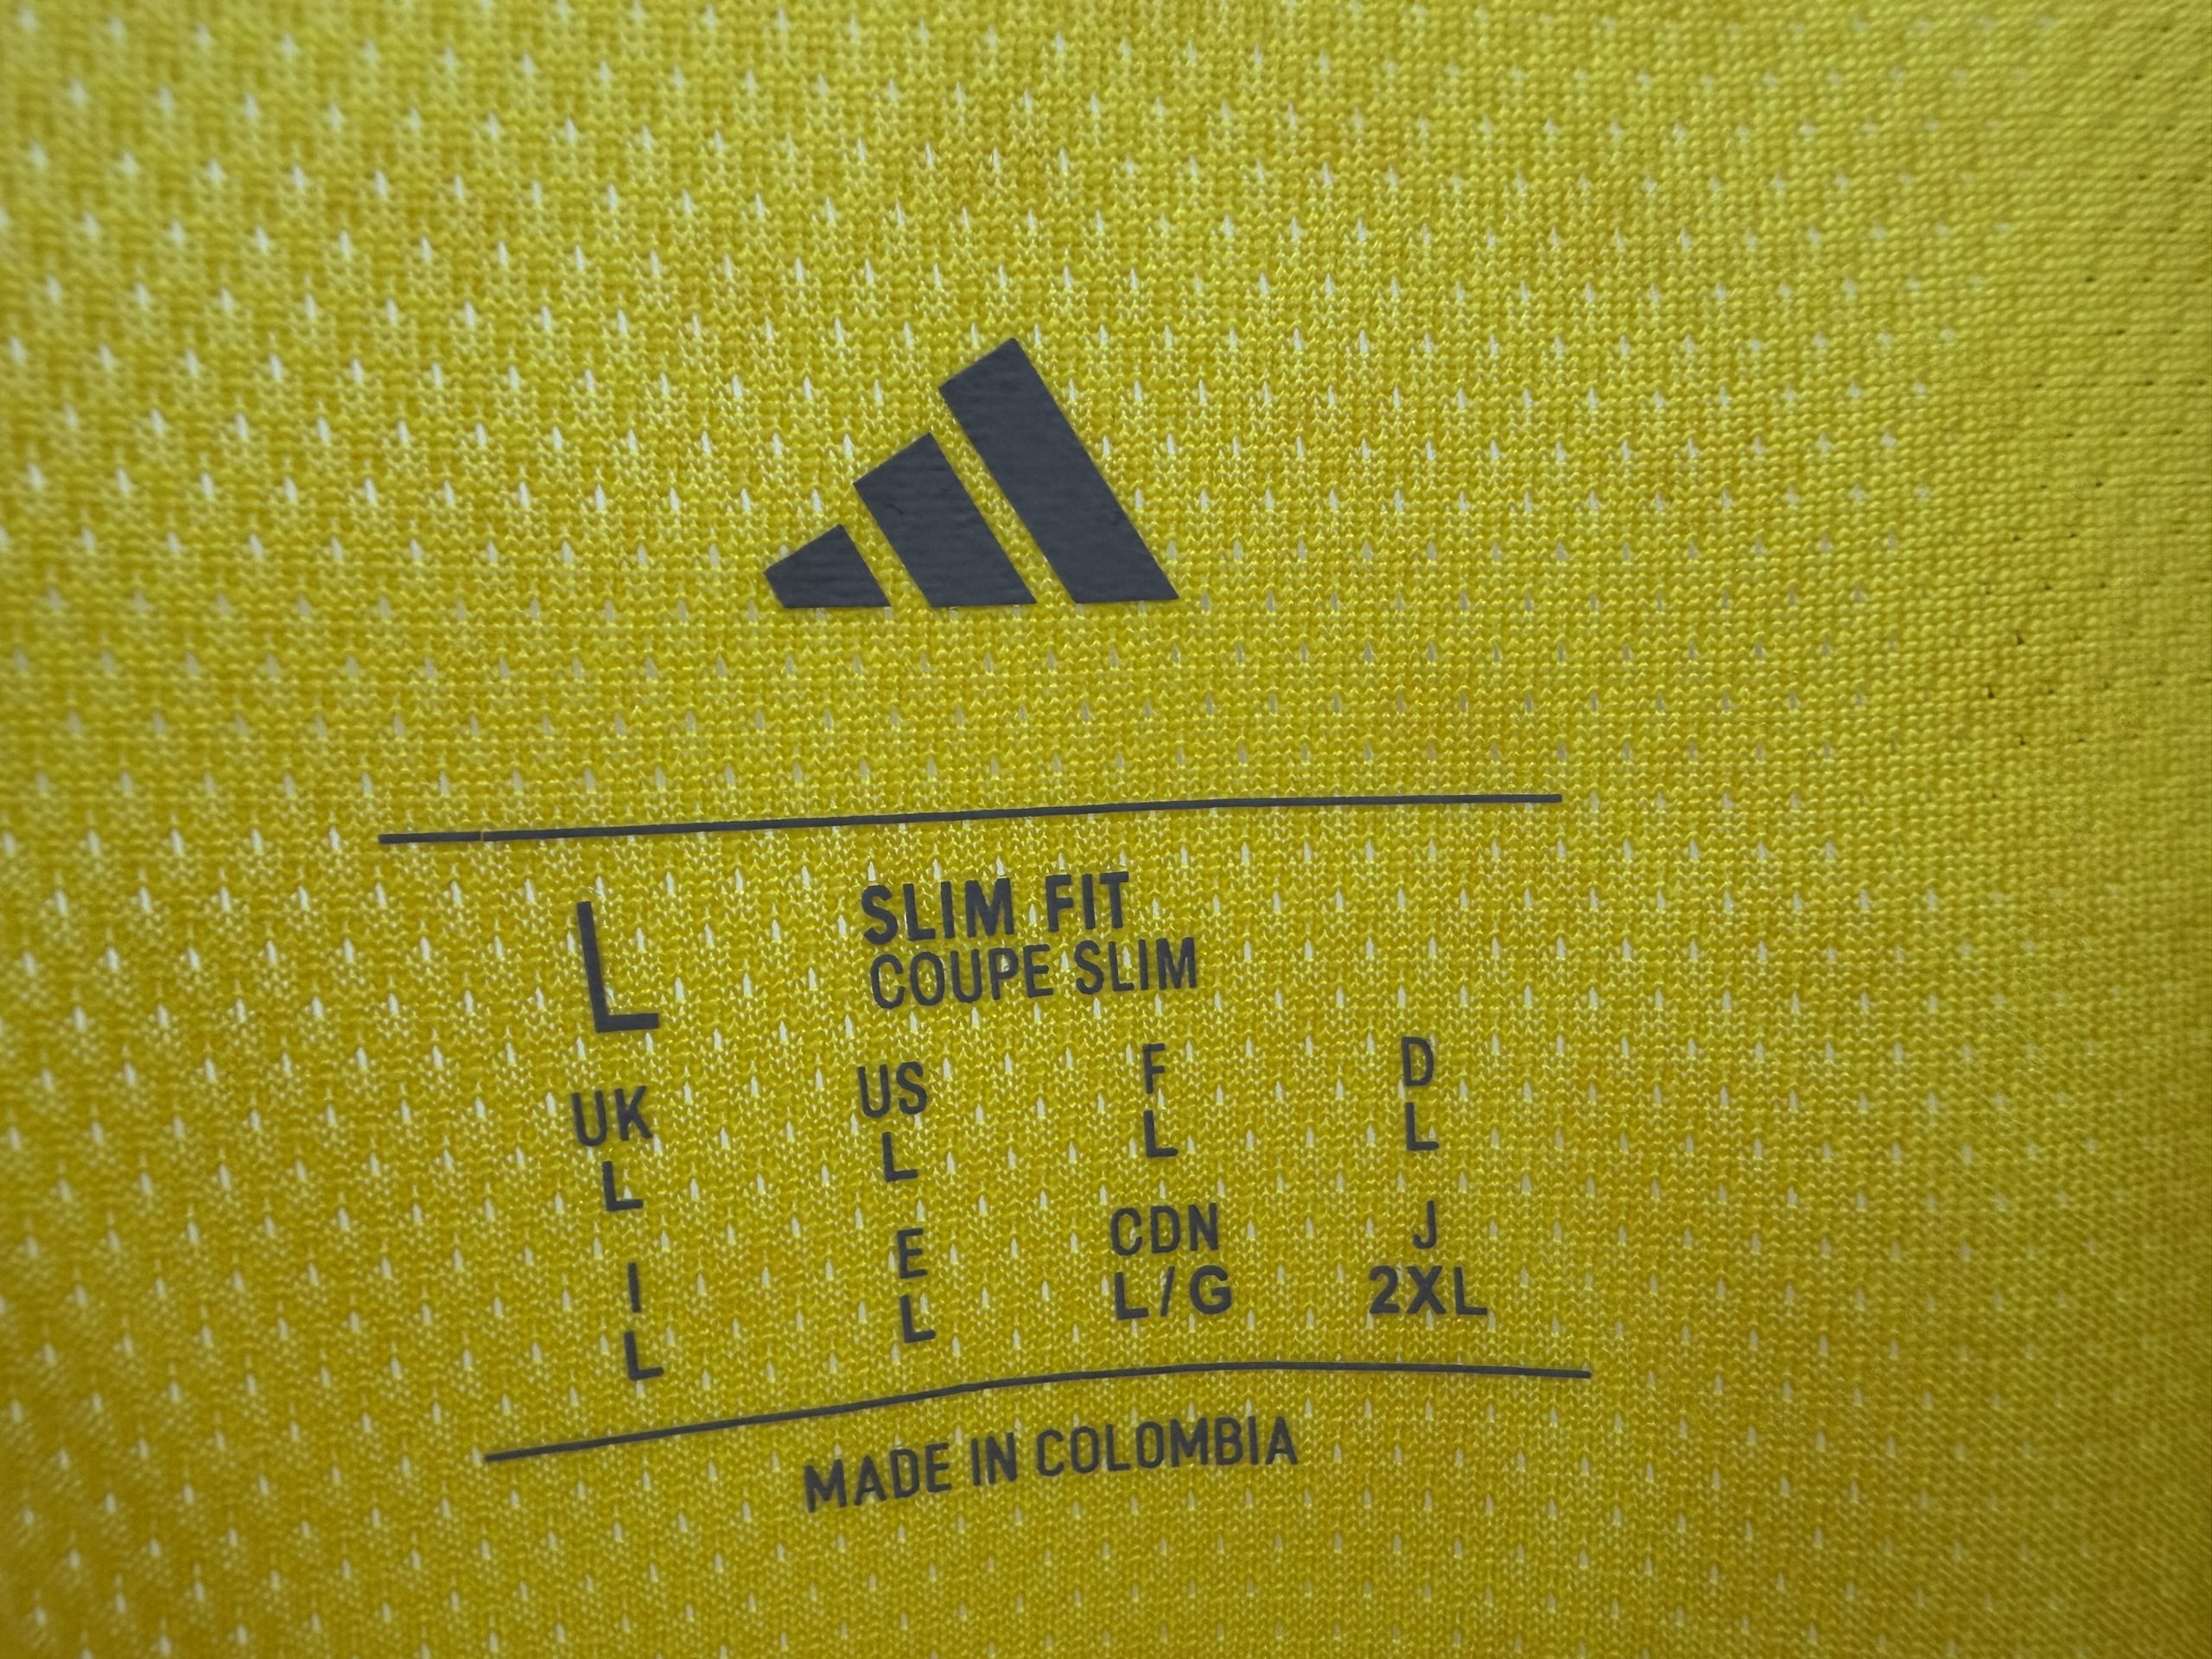 L
SLIM FIT
COUPE SLIM
UK US F D
L L L L
I E CDN J
L L L/G 2XL
MADE IN COLOMBIA